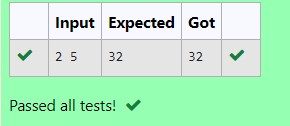 Input Expected Got
2 5 32 32
Passed all tests!